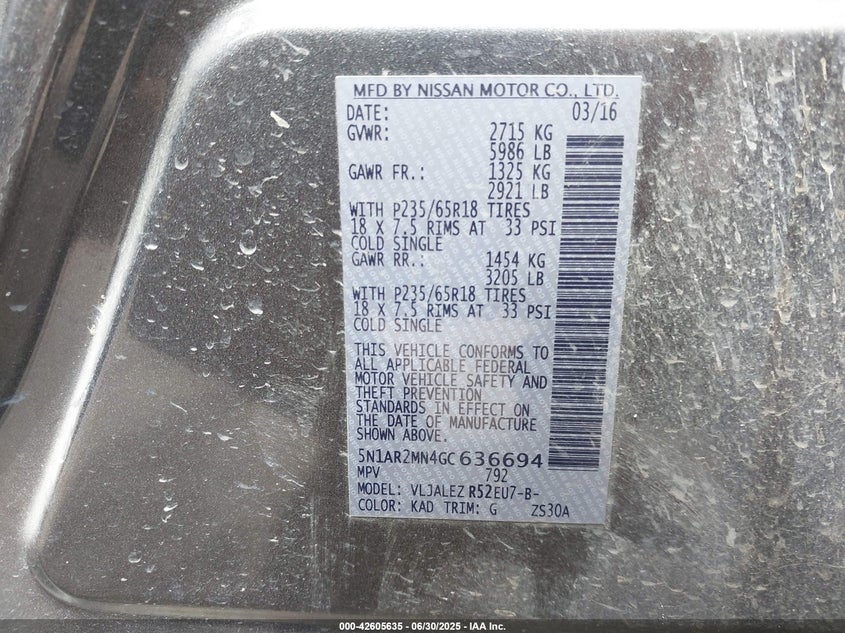 MFD BY NISSAN MOTOR CO., LTD.
DATE: 03/16
GVWR: 2715 KG
5986 LB
GAWR FR.: 1325 KG
2921 LB
WITH P235/65R18 TIRES
18 X 7.5 RIMS AT 33 PSI
COLD SINGLE
GAWR RR.: 1454 KG
3205 LB
WITH P235/65R18 TIRES
18 X 7.5 RIMS AT 33 PSI
COLD SINGLE
THIS VEHICLE CONFORMS TO
ALL APPLICABLE FEDERAL
MOTOR VEHICLE SAFETY AND
THEFT PREVENTION
STANDARDS IN EFFECT ON
THE DATE OF MANUFACTURE
SHOWN ABOVE.
5N1AR2MN4GC636694
MPV 792
MODEL: VLJALEZ R52EU7-B-
COLOR: KAD TRIM: G ZS30A
000-42605635 - 06/30/2025 - IAA Inc.